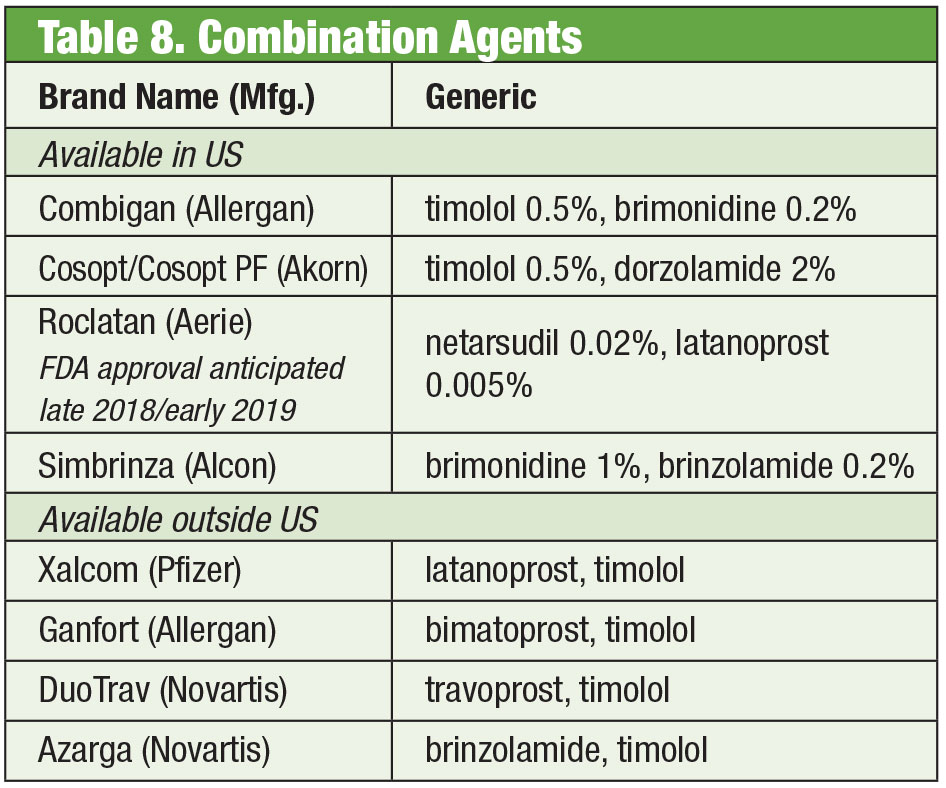 Table 8. Combination Agents
Brand Name (Mfg.) Generic
Available in US
Combigan (Allergan) timolol 0.5%, brimonidine 0.2%
Cosopt/Cosopt PF (Akorn) timolol 0.5%, dorzolamide 2%
Roclatan (Aerie)
FDA approval anticipated
late 2018/early 2019
netarsudil 0.02%, latanoprost
0.005%
Simbrinza (Alcon) brimonidine 1%, brinzolamide 0.2%
Available outside US
Xalcom (Pfizer) latanoprost, timolol
Ganfort (Allergan) bimatoprost, timolol
DuoTrav (Novartis) travoprost, timolol
Azarga (Novartis) brinzolamide, timolol